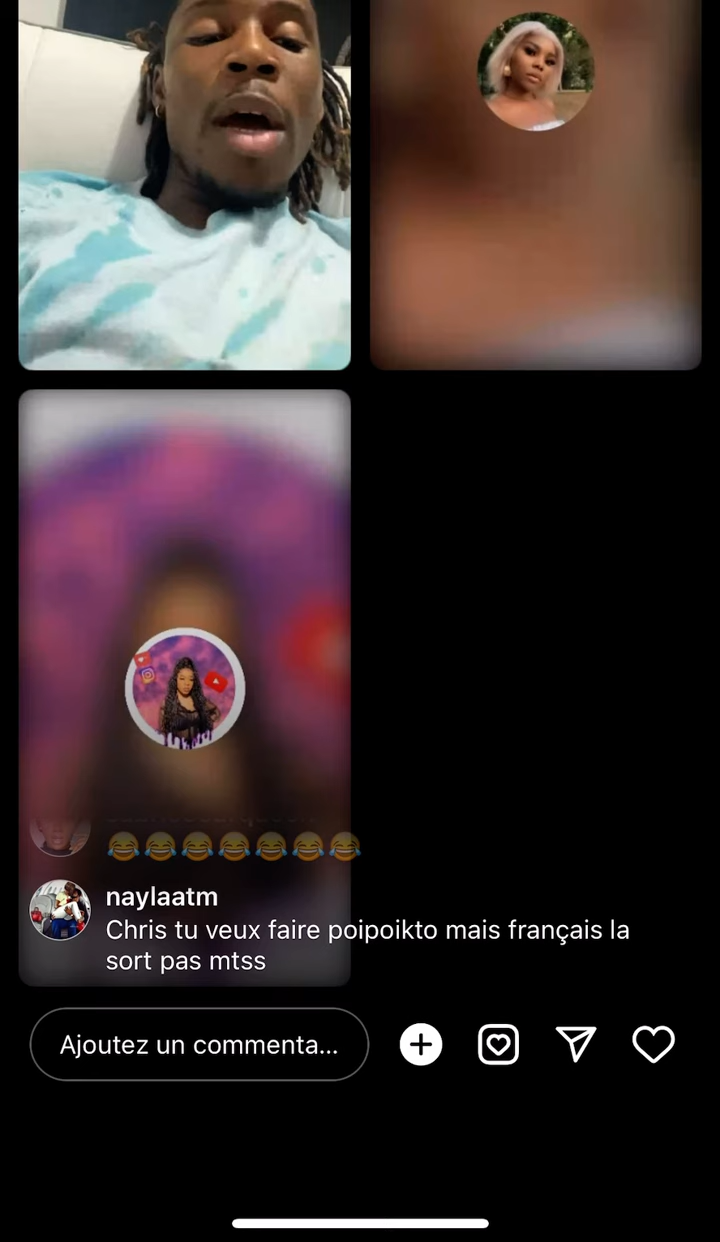 😂😂😂😂😂😂😂
naylaatm
Chris tu veux faire poipoikto mais français la
sort pas mtss
Ajoutez un commenta...